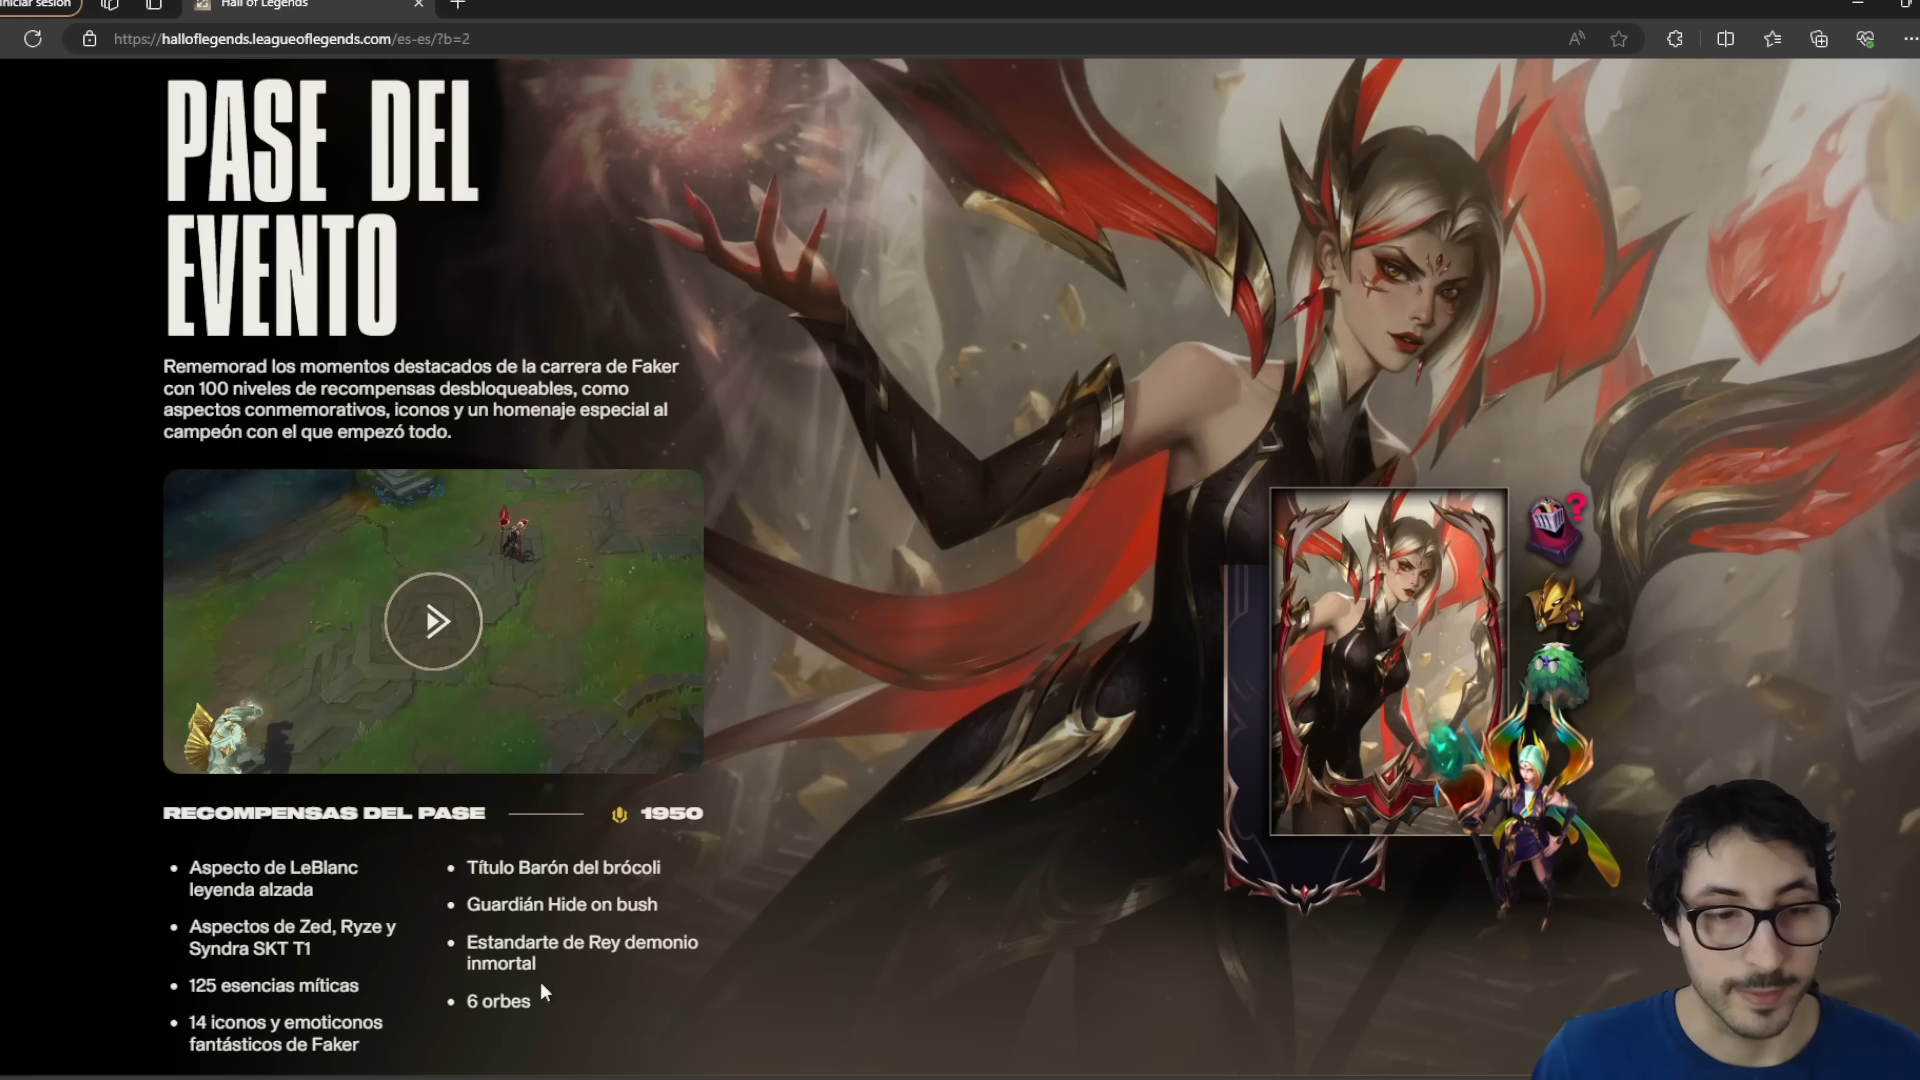 Iniciar sesión
Hall of Legends
https://halloflegends.leagueoflegends.com/es-es/?b=2
PASE DEL
EVENTO
Rememorad los momentos destacados de la carrera de Faker
con 100 niveles de recompensas desbloqueables, como
aspectos conmemorativos, iconos y un homenaje especial al
campeón con el que empezó todo.
RECOMPENSAS DEL PASE 1950
Aspecto de LeBlanc
leyenda alzada
Aspectos de Zed, Ryze y
Syndra SKT T1
125 esencias míticas
14 iconos y emoticonos
fantásticos de Faker
Título Barón del brócoli
Guardián Hide on bush
Estandarte de Rey demonio
inmortal
6 orbes
?